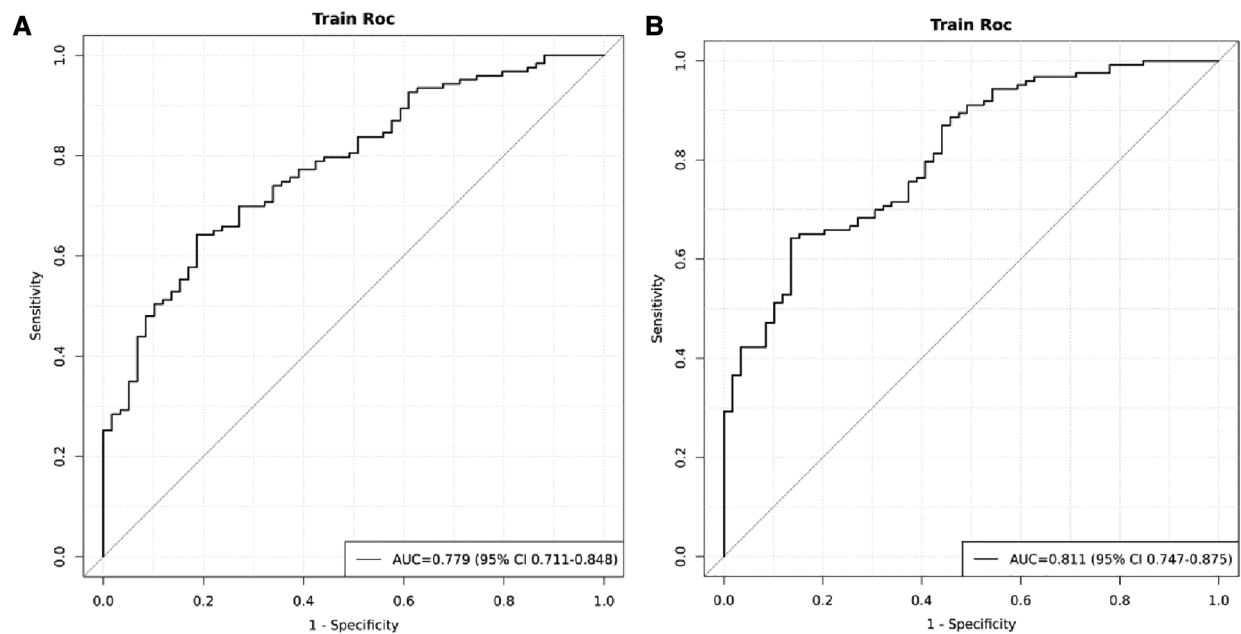 A
Train Roc
Sensitivity
1.0
0.8
0.6
0.4
0.2
0.0
AUC=0.779 (95% CI 0.711-0.848)
0.0 0.2 0.4 0.6 0.8 1.0
1 - Specificity
B
Train Roc
Sensitivity
1.0
0.8
0.6
0.4
0.2
0.0
AUC=0.811 (95% CI 0.747-0.875)
0.0 0.2 0.4 0.6 0.8 1.0
1 - Specificity